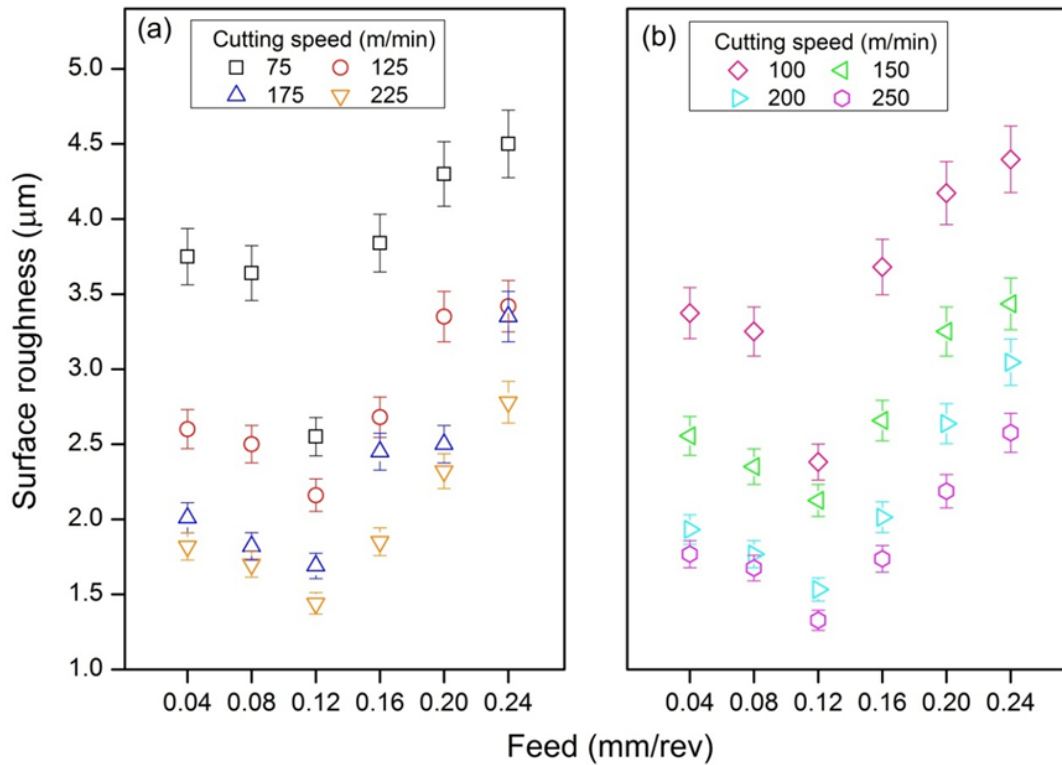 (a)
Cutting speed (m/min)
75 125
175 225
(b)
Cutting speed (m/min)
100 150
200 250
Surface roughness (μm)
5.0
4.5
4.0
3.5
3.0
2.5
2.0
1.5
1.0
0.04 0.08 0.12 0.16 0.20 0.24
0.04 0.08 0.12 0.16 0.20 0.24
Feed (mm/rev)